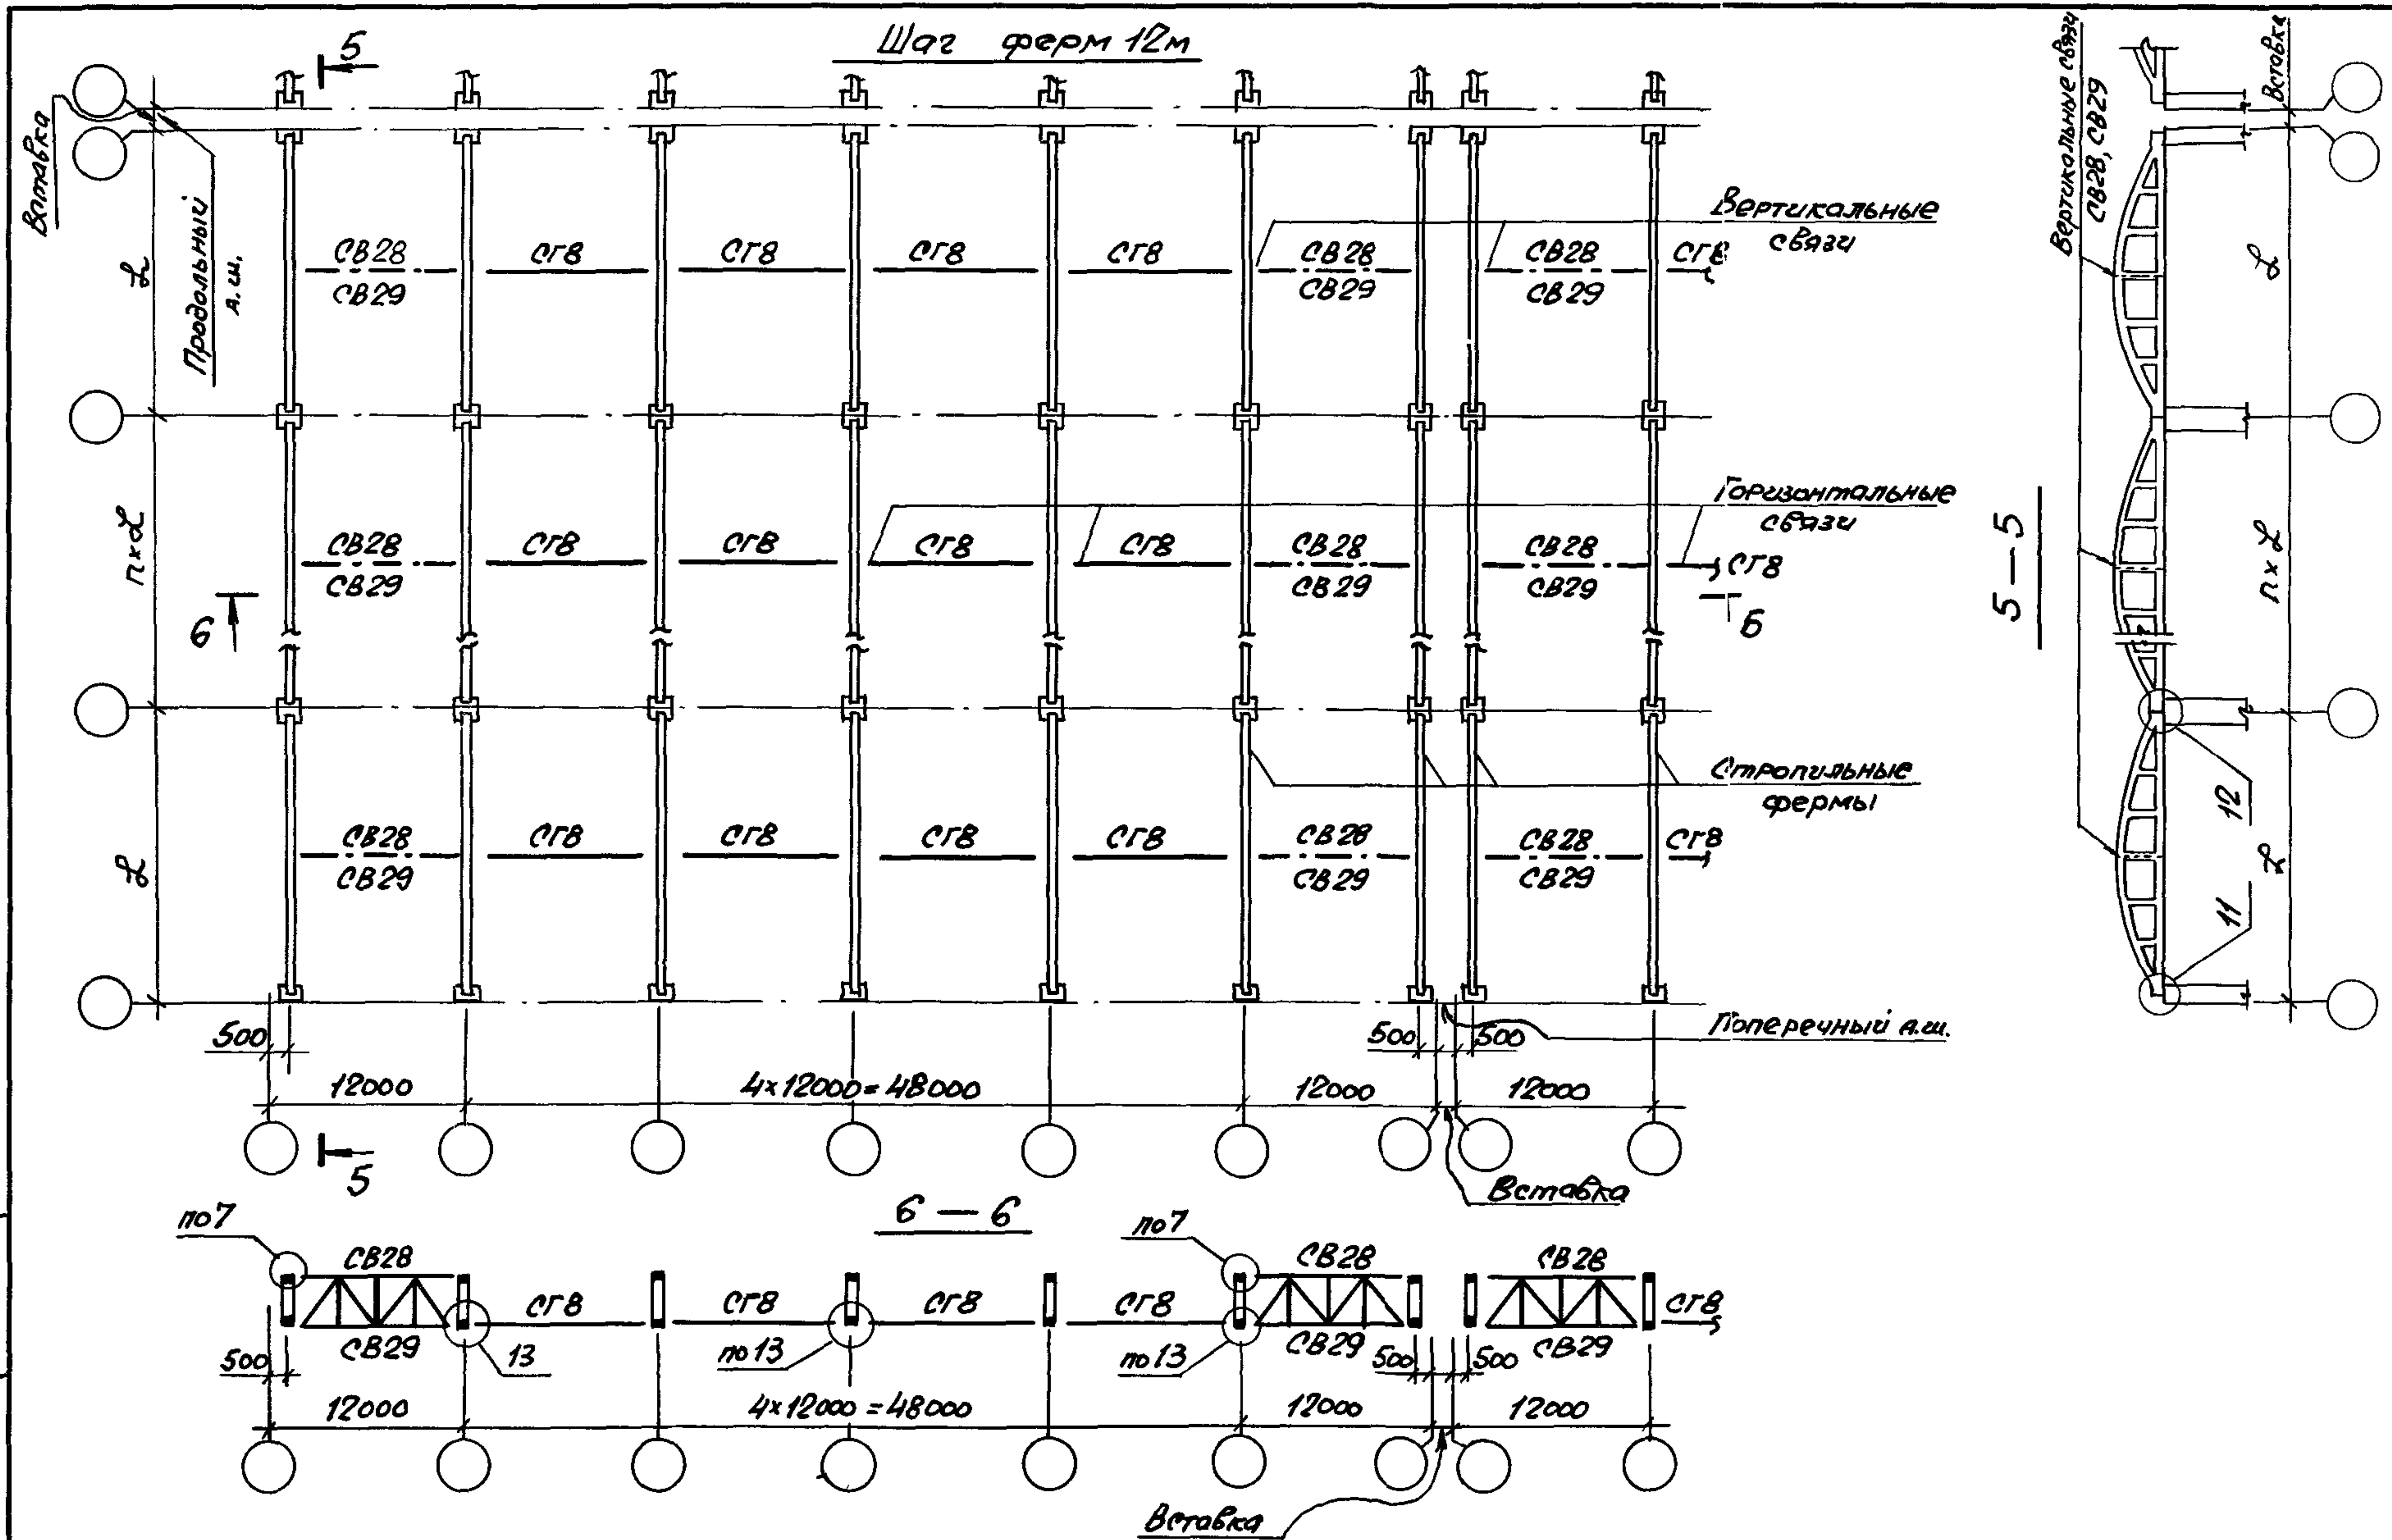 Шаг ферм 12м
5
Вставка
Продольный
а.ш.
L
n×L
L
СВ28 СГ8 СГ8 СГ8 СГ8 СВ28 СВ28 СГ8
СВ29 СВ29 СВ29
Вертикальные
связи
СВ28 СГ8 СГ8 СГ8 СГ8 СВ28 СВ28 СГ8
СВ29 СВ29 СВ29
Горизонтальные
связи
6 6
Стропильные
фермы
СВ28 СГ8 СГ8 СГ8 СГ8 СВ28 СВ28 СГ8
СВ29 СВ29 СВ29
500 500 500
Поперечный а.ш.
12000 4×12000=48000 12000 12000
5
Вставка
5—5
Вертикальные связи
СВ28, СВ29
Вставка
L
n×L
L
12
11
6—6
по7 по7
СВ28 СВ28 СВ28
СГ8 СГ8 СГ8 СГ8 СГ8
СВ29 СВ29 СВ29
500 13 по13 по13 500 500
12000 4×12000=48000 12000 12000
Вставка